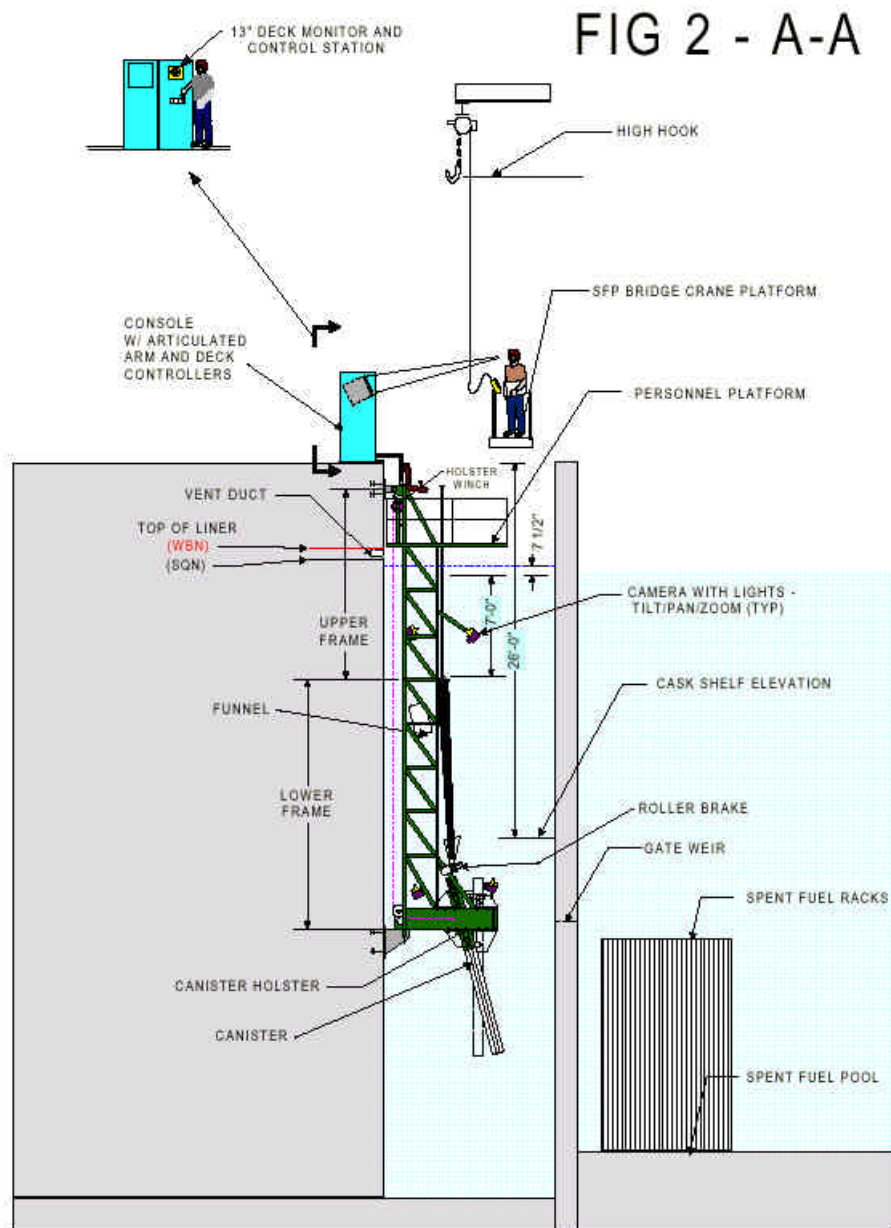 FIG 2 - A-A
13" DECK MONITOR AND
CONTROL STATION
HIGH HOOK
SFP BRIDGE CRANE PLATFORM
CONSOLE
W/ ARTICULATED
ARM AND DECK
CONTROLLERS
PERSONNEL PLATFORM
HOLSTER
WINCH
VENT DUCT
TOP OF LINER
(WBN)
(SQN)
7 1/2"
CAMERA WITH LIGHTS -
TILT/PAN/ZOOM (TYP)
7'-0"
26'-0"
UPPER
FRAME
CASK SHELF ELEVATION
FUNNEL
LOWER
FRAME
ROLLER BRAKE
GATE WEIR
SPENT FUEL RACKS
CANISTER HOLSTER
CANISTER
SPENT FUEL POOL